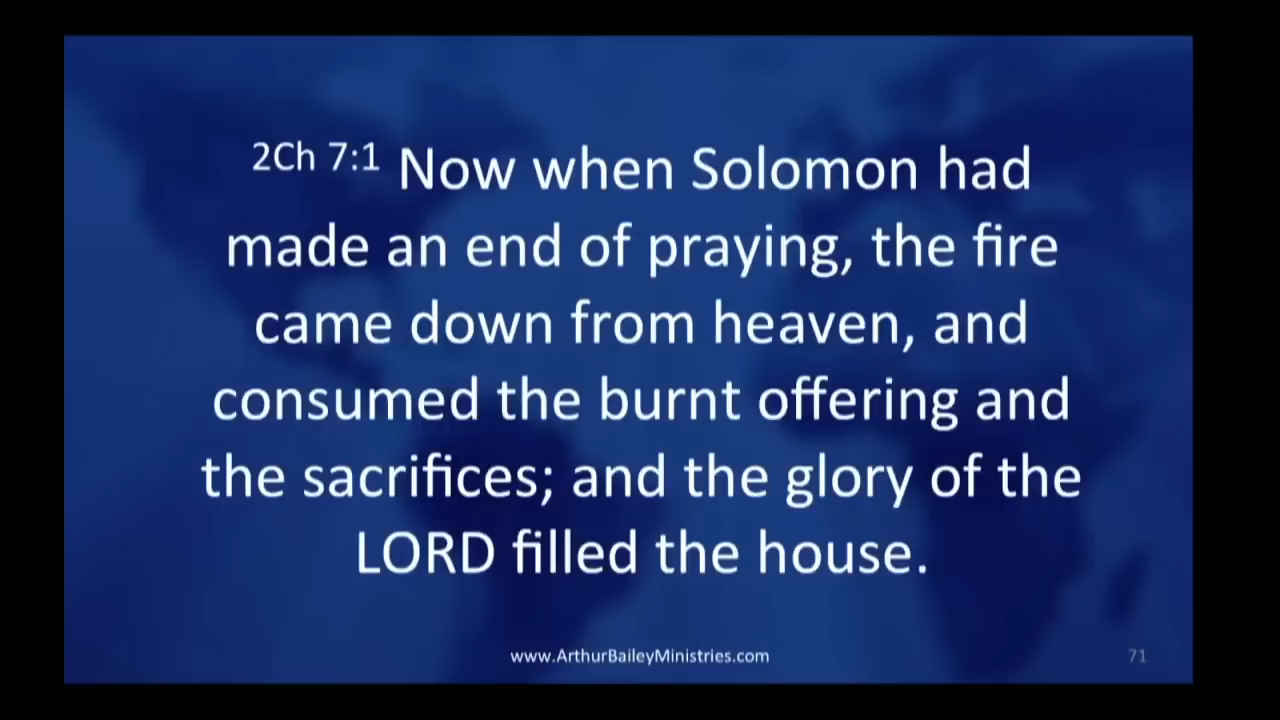 2Ch 7:1 Now when Solomon had
made an end of praying, the fire
came down from heaven, and
consumed the burnt offering and
the sacrifices; and the glory of the
LORD filled the house.
www.ArthurBaileyMinistries.com
71